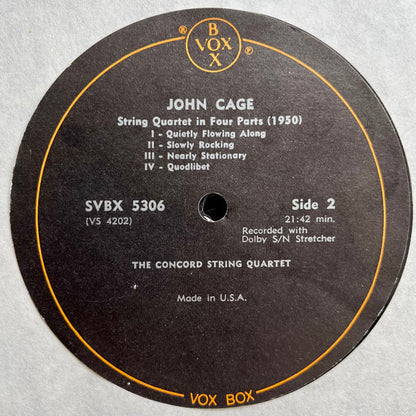 ® B ®
VOX
X
JOHN CAGE
String Quartet in Four Parts (1950)
I - Quietly Flowing Along
II - Slowly Rocking
III - Nearly Stationary
IV - Quodlibet
SVBX 5306 Side 2
(VS 4202) 21:42 min.
Recorded with
Dolby S/N Stretcher
THE CONCORD STRING QUARTET
Made in U.S.A.
VOX BOX